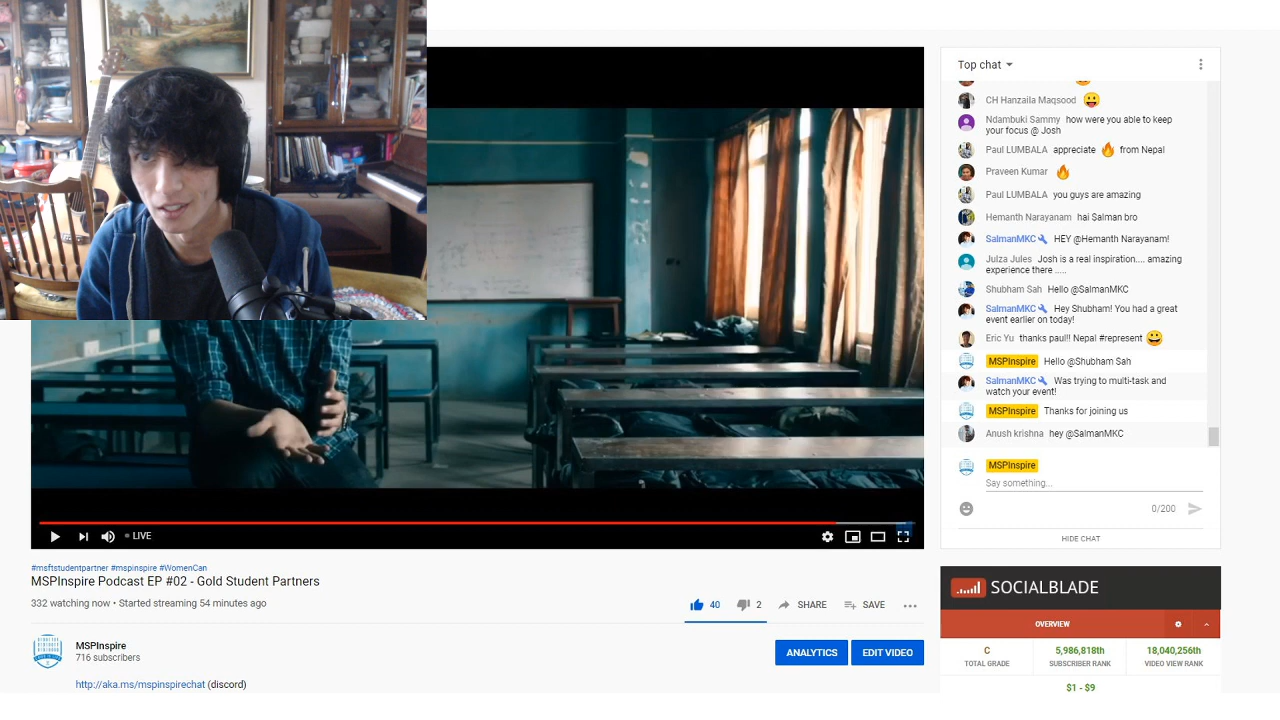 Top chat
CH Hanzaila Maqsood
Ndambuki Sammy how were you able to keep
your focus @ Josh
Paul LUMBALA appreciate 🔥 from Nepal
Praveen Kumar 🔥
Paul LUMBALA you guys are amazing
Hemanth Narayanam hai Salman bro
SalmanMKC HEY @Hemanth Narayanam!
Julza Jules Josh is a real inspiration.... amazing
experience there .....
Shubham Sah Hello @SalmanMKC
SalmanMKC Hey Shubham! You had a great
event earlier on today!
Eric Yu thanks paul!! Nepal #represent 😀
MSPInspire Hello @Shubham Sah
SalmanMKC Was trying to multi-task and
watch your event!
MSPInspire Thanks for joining us
Anush krishna hey @SalmanMKC
MSPInspire
Say something...
0/200
HIDE CHAT
LIVE
#msftstudentpartner #mspinspire #WomenCan
MSPInspire Podcast EP #02 - Gold Student Partners
332 watching now • Started streaming 54 minutes ago
40 2 SHARE SAVE
MSPInspire
716 subscribers
ANALYTICS EDIT VIDEO
http://aka.ms/mspinspirechat (discord)
SOCIALBLADE
OVERVIEW
C 5,986,818th 18,040,256th
TOTAL GRADE SUBSCRIBER RANK VIDEO VIEW RANK
$1 - $9